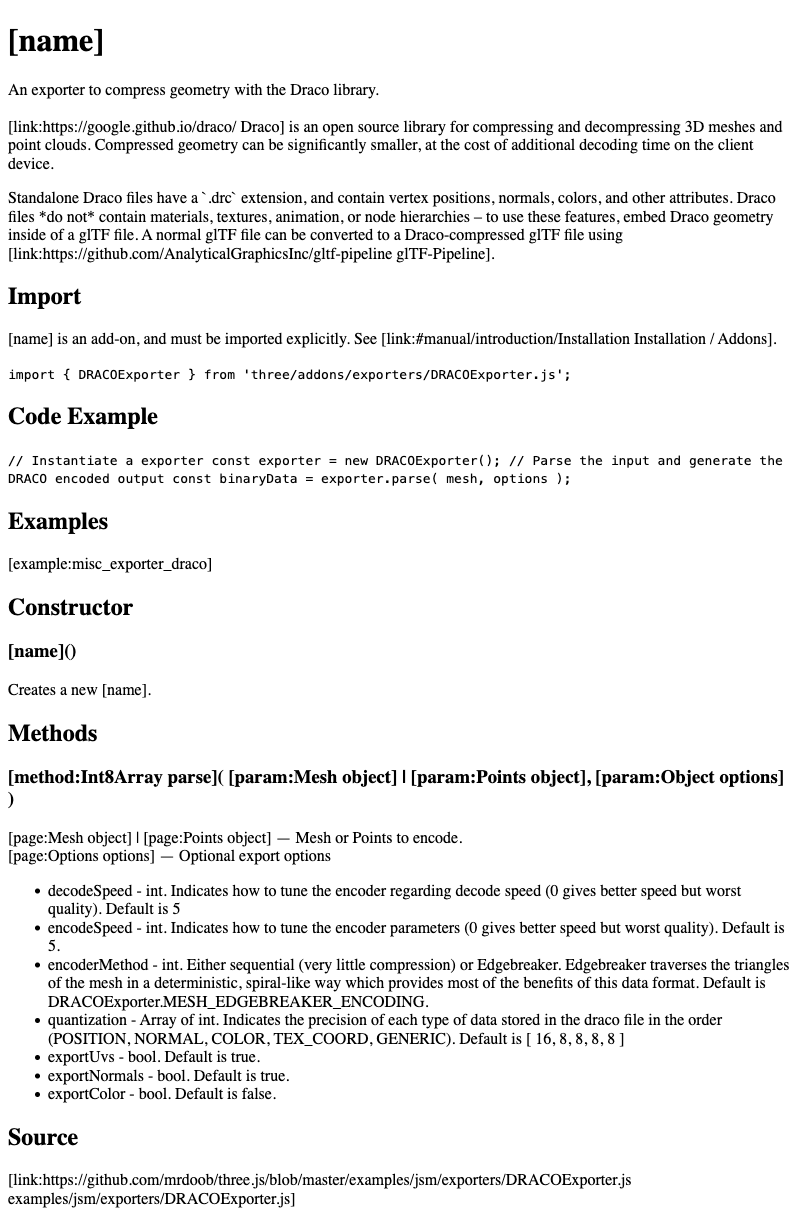 [name]
An exporter to compress geometry with the Draco library.
[link:https://google.github.io/draco/ Draco] is an open source library for compressing and decompressing 3D meshes and
point clouds. Compressed geometry can be significantly smaller, at the cost of additional decoding time on the client
device.
Standalone Draco files have a `.drc` extension, and contain vertex positions, normals, colors, and other attributes. Draco
files *do not* contain materials, textures, animation, or node hierarchies – to use these features, embed Draco geometry
inside of a glTF file. A normal glTF file can be converted to a Draco-compressed glTF file using
[link:https://github.com/AnalyticalGraphicsInc/gltf-pipeline glTF-Pipeline].
Import
[name] is an add-on, and must be imported explicitly. See [link:#manual/introduction/Installation Installation / Addons].
import { DRACOExporter } from 'three/addons/exporters/DRACOExporter.js';
Code Example
// Instantiate a exporter const exporter = new DRACOExporter(); // Parse the input and generate the
DRACO encoded output const binaryData = exporter.parse( mesh, options );
Examples
[example:misc_exporter_draco]
Constructor
[name]()
Creates a new [name].
Methods
[method:Int8Array parse]( [param:Mesh object] | [param:Points object], [param:Object options]
)
[page:Mesh object] | [page:Points object] — Mesh or Points to encode.
[page:Options options] — Optional export options
• decodeSpeed - int. Indicates how to tune the encoder regarding decode speed (0 gives better speed but worst
quality). Default is 5
• encodeSpeed - int. Indicates how to tune the encoder parameters (0 gives better speed but worst quality). Default is
5.
• encoderMethod - int. Either sequential (very little compression) or Edgebreaker. Edgebreaker traverses the triangles
of the mesh in a deterministic, spiral-like way which provides most of the benefits of this data format. Default is
DRACOExporter.MESH_EDGEBREAKER_ENCODING.
• quantization - Array of int. Indicates the precision of each type of data stored in the draco file in the order
(POSITION, NORMAL, COLOR, TEX_COORD, GENERIC). Default is [ 16, 8, 8, 8, 8 ]
• exportUvs - bool. Default is true.
• exportNormals - bool. Default is true.
• exportColor - bool. Default is false.
Source
[link:https://github.com/mrdoob/three.js/blob/master/examples/jsm/exporters/DRACOExporter.js
examples/jsm/exporters/DRACOExporter.js]